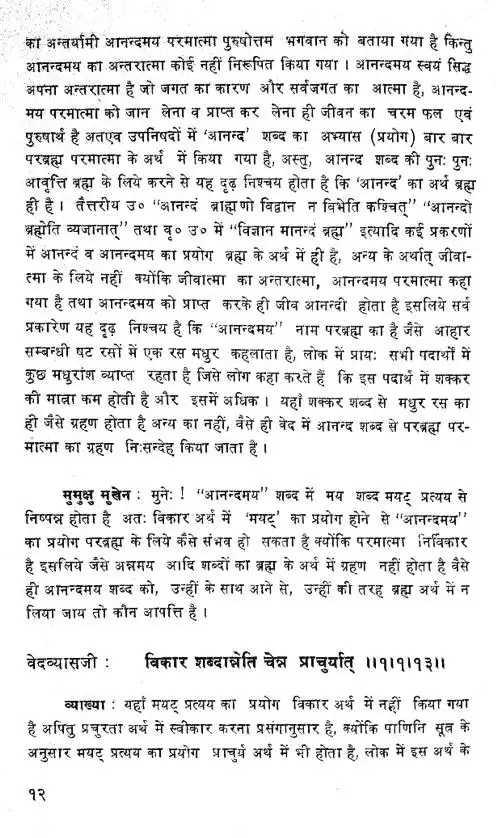 का अन्तर्यामी आनन्दमय परमात्मा पुरुषोत्तम भगवान को बताया गया है किन्तु
आनन्दमय का अन्तरात्मा कोई नहीं निरूपित किया गया । आनन्दमय स्वयं सिद्ध
अपना अन्तरात्मा है जो जगत का कारण और सर्वजगत का आत्मा है, आनन्द-
मय परमात्मा को जान लेना व प्राप्त कर लेना ही जीवन का चरम फल एवं
पुरुषार्थ है अतएव उपनिषदों में 'आनन्द' शब्द का अभ्यास (प्रयोग) बार बार
परब्रह्म परमात्मा के अर्थ में किया गया है, अस्तु, आनन्द शब्द की पुनः पुनः
आवृत्ति ब्रह्म के लिये करने से यह दृढ़ निश्चय होता है कि 'आनन्द' का अर्थ ब्रह्म
ही है । तैत्तरीय उ० "आनन्दं ब्राह्मणो विद्वान न विभेति कश्चित्" "आनन्दो
ब्रह्मेति व्यजानात्" तथा वृ० उ० में "विज्ञान मानन्दं ब्रह्म" इत्यादि कई प्रकरणों
में आनन्द व आनन्दमय का प्रयोग ब्रह्म के अर्थ में ही है, अन्य के अर्थात् जीवा-
त्मा के लिये नहीं क्योंकि जीवात्मा का अन्तरात्मा, आनन्दमय परमात्मा कहा
गया है तथा आनन्दमय को प्राप्त करके ही जीव आनन्दी होता है इसलिये सर्व
प्रकारेण यह दृढ़ निश्चय है कि "आनन्दमय" नाम परब्रह्म का है जैसे आहार
सम्बन्धी षट रसों में एक रस मधुर कहलाता है, लोक में प्रायः सभी पदार्थों में
कुछ मधुरांश व्याप्त रहता है जिसे लोग कहा करते हैं कि इस पदार्थ में शक्कर
की मात्रा कम होती है और इसमें अधिक । यहाँ शक्कर शब्द से मधुर रस का
ही जैसे ग्रहण होता है अन्य का नहीं, वैसे ही वेद में आनन्द शब्द से परब्रह्म पर-
मात्मा का ग्रहण निःसन्देह किया जाता है ।
मुमुक्षु मुखेन : मुनेः ! "आनन्दमय" शब्द में मय शब्द मयट् प्रत्यय से
निष्पन्न होता है अतः विकार अर्थ में 'मयट्' का प्रयोग होने से "आनन्दमय"
का प्रयोग परब्रह्म के लिये कैसे संभव हो सकता है क्योंकि परमात्मा निर्विकार
है इसलिये जैसे अन्नमय आदि शब्दों का ब्रह्म के अर्थ में ग्रहण नहीं होता है वैसे
ही आनन्दमय शब्द को, उन्हीं के साथ आने से, उन्हीं की तरह ब्रह्म अर्थ में न
लिया जाय तो कौन आपत्ति है ।
वेदव्यासजी : विकार शब्दान्नेति चेन्न प्राचुर्यात् ।।१।१।१३।।
व्याख्या : यहाँ मयट् प्रत्यय का प्रयोग विकार अर्थ में नहीं किया गया
है अपितु प्रचुरता अर्थ में स्वीकार करना प्रसंगानुसार है, क्योंकि पाणिनि सूत्र के
अनुसार मयट् प्रत्यय का प्रयोग प्राचुर्य अर्थ में भी होता है, लोक में इस अर्थ के
१२